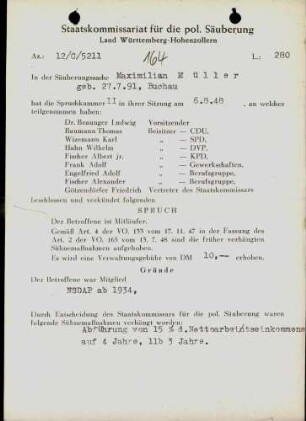 Staatskommissariat für die pol. Säuberung
Land Württemberg-Hohenzollern
Az.: 12/C/5211 164 L.: 280
In der Säuberungssache Maximilian M ü l l e r
geb. 27.7.91, Buchau
hat die Spruchkammer II in ihrer Sitzung am 6.8.48 , an welcher
teilgenommen haben:
Dr. Beuuger Ludwig Vorsitzender
Baumann Thomas Beisitzer — CDU,
Wizemann Karl „ — SPD,
Hahn Wilhelm „ — DVP,
Fischer Albert jr. „ — KPD,
Frank Adolf „ — Gewerkschaften,
Engelfried Adolf „ — Berufsgruppe,
Fischer Alexander „ — Berufsgruppe,
Götzendörfer Friedrich Vertreter des Staatskommissars
beschlossen und verkündet folgenden
SPRUCH
Der Betroffene ist Mitläufer.
Gemäß Art. 4 der VO. 133 vom 17. 11. 47 in der Fassung des
Art. 2 der VO. 165 vom 13. 7. 48 sind die früher verhängten
Sühnemaßnahmen aufgehoben.
Es wird eine Verwaltungsgebühr von DM 10,-- erhoben.
Gründe
Der Betroffene war Mitglied
NSDAP ab 1934,
Durch Entscheidung des Staatskommissars für die pol. Säuberung waren
folgende Sühnemaßnahmen verhängt worden:
Abführung von 15 % d.Nettoarbeitseinkommens
auf 4 Jahre, 11b 3 Jahre.